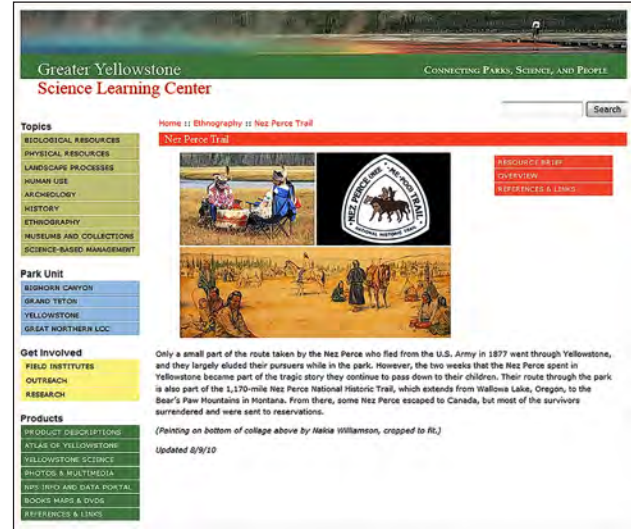 Greater Yellowstone
Science Learning Center
CONNECTING PARKS, SCIENCE, AND PEOPLE
Search
Topics
BIOLOGICAL RESOURCES
PHYSICAL RESOURCES
LANDSCAPE PROCESSES
HUMAN USE
ARCHEOLOGY
HISTORY
ETHNOGRAPHY
MUSEUMS AND COLLECTIONS
SCIENCE-BASED MANAGEMENT
Park Unit
BIGHORN CANYON
GRAND TETON
YELLOWSTONE
GREAT NORTHERN LCC
Get Involved
FIELD INSTITUTES
OUTREACH
RESEARCH
Products
PRODUCT DESCRIPTIONS
ATLAS OF YELLOWSTONE
YELLOWSTONE SCIENCE
PHOTOS & MULTIMEDIA
NPS INFO AND DATA PORTAL
BOOKS MAPS & DVDS
REFERENCES & LINKS
Home :: Ethnography :: Nez Perce Trail
Nez Perce Trail
NEZ PERCE (NEE-ME-POO) TRAIL
NATIONAL HISTORIC TRAIL
RESOURCE BRIEF
OVERVIEW
REFERENCES & LINKS
Only a small part of the route taken by the Nez Perce who fled from the U.S. Army in 1877 went through Yellowstone,
and they largely eluded their pursuers while in the park. However, the two weeks that the Nez Perce spent in
Yellowstone became part of the tragic story they continue to pass down to their children. Their route through the park
is also part of the 1,170-mile Nez Perce National Historic Trail, which extends from Wallowa Lake, Oregon, to the
Bear's Paw Mountains in Montana. From there, some Nez Perce escaped to Canada, but most of the survivors
surrendered and were sent to reservations.
(Painting on bottom of collage above by Nakia Williamson, cropped to fit.)
Updated 8/9/10